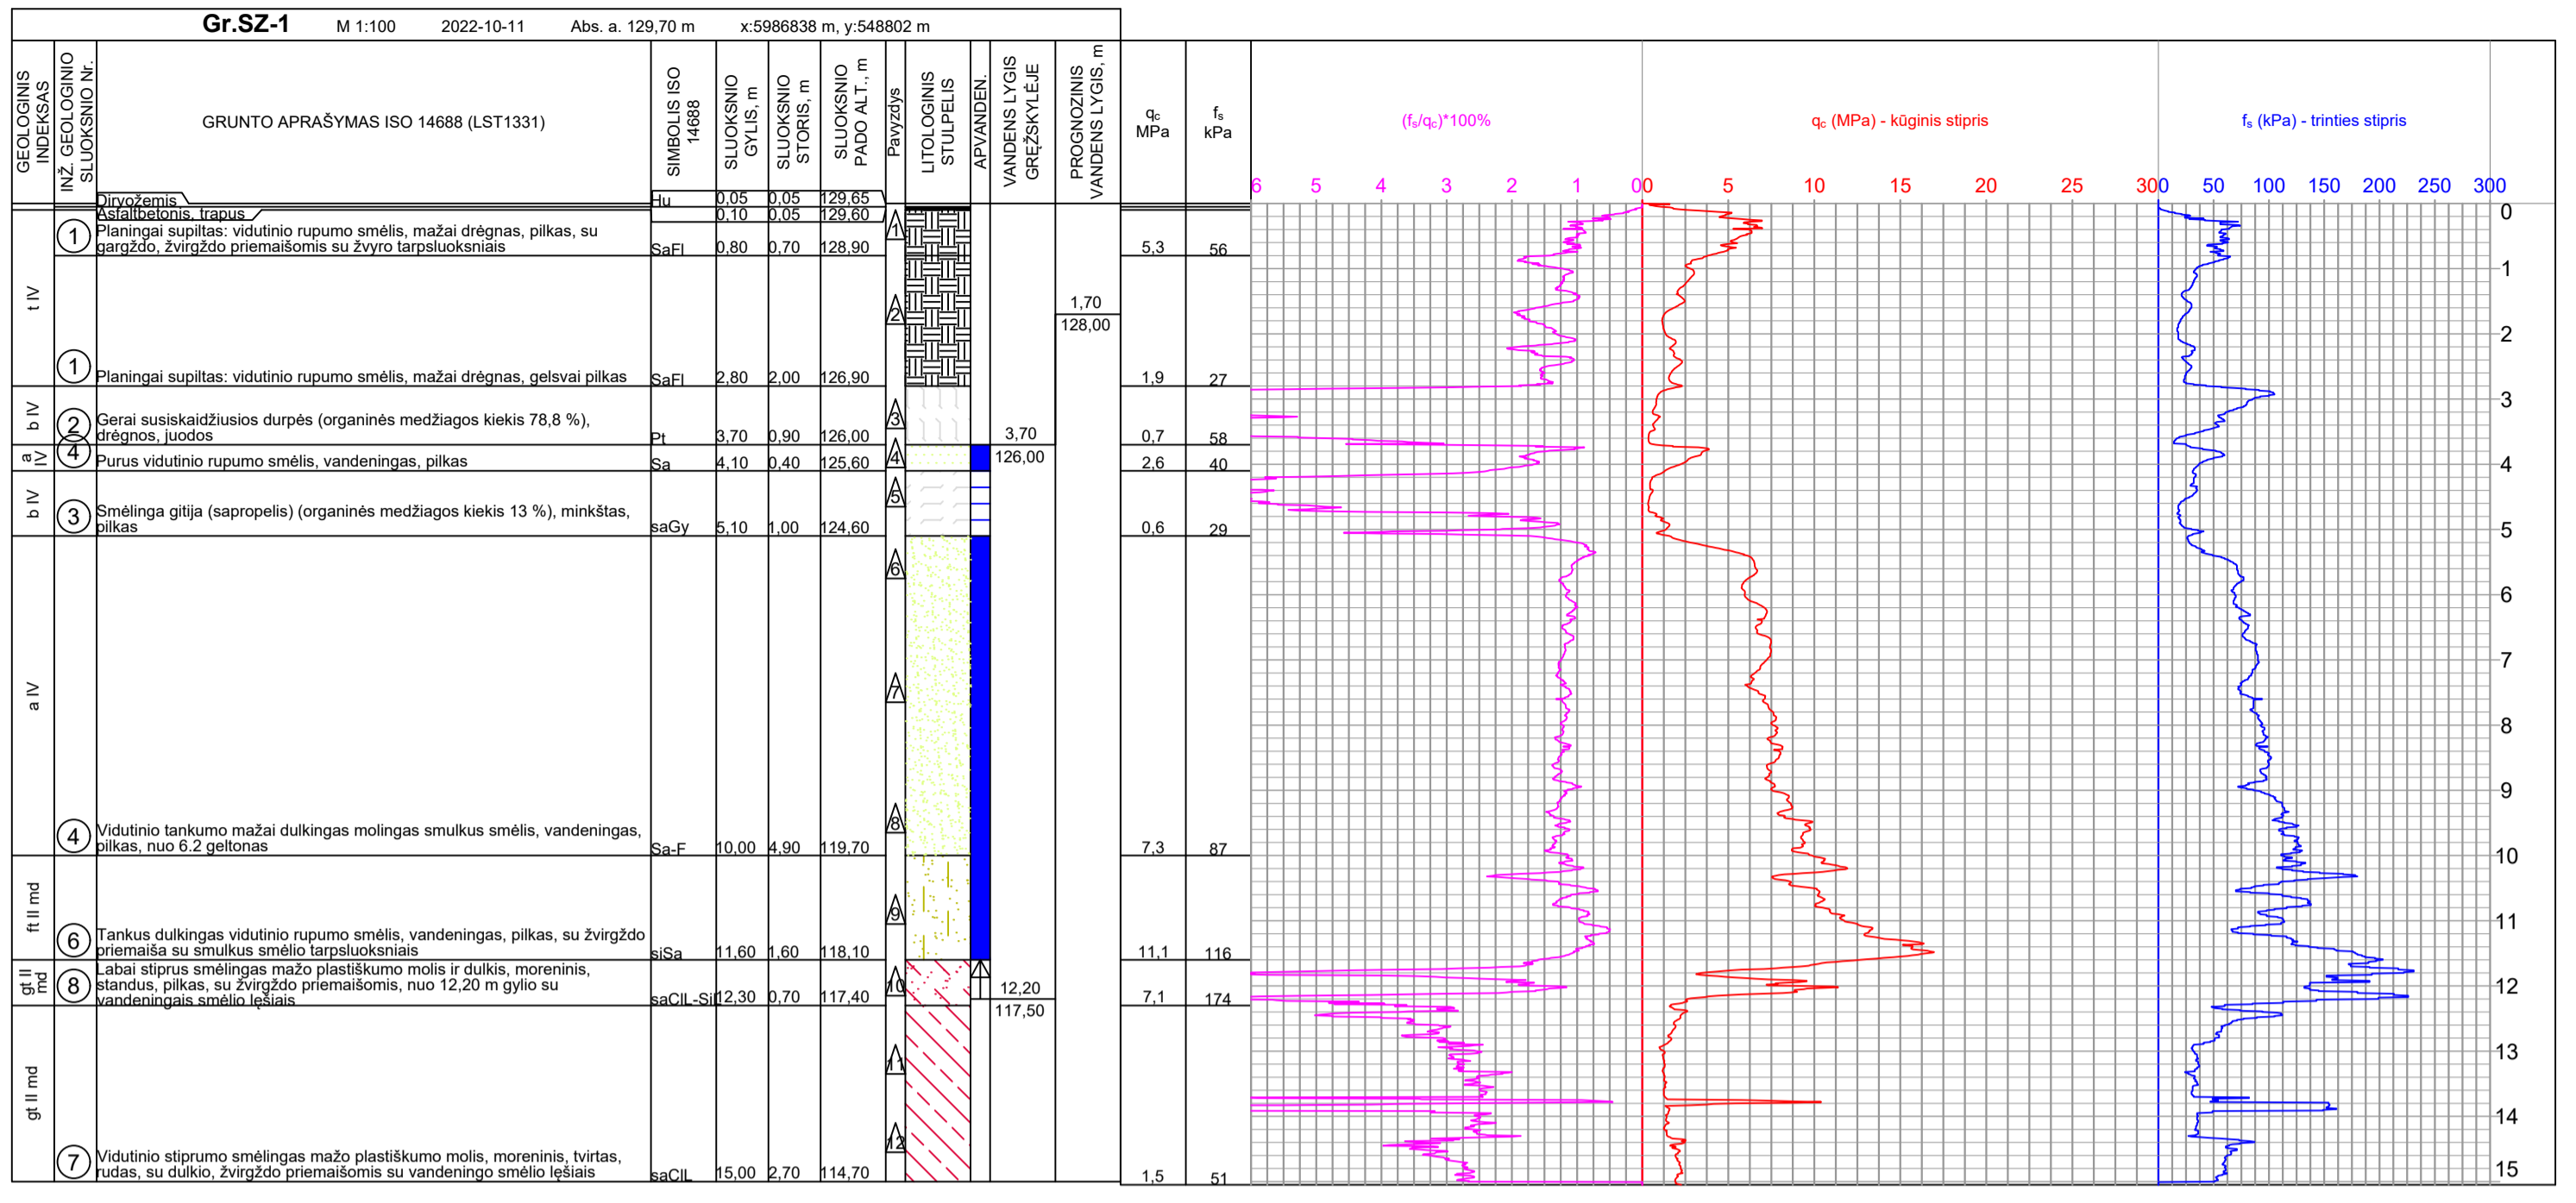 Gr.SZ-1 M 1:100 2022-10-11 Abs. a. 129,70 m x:5986838 m, y:548802 m
GEOLOGINIS
INDEKSAS
INŽ. GEOLOGINIO
SLUOKSNIO Nr.
GRUNTO APRAŠYMAS ISO 14688 (LST1331)
SIMBOLIS ISO
14688
SLUOKSNIO
GYLIS, m
SLUOKSNIO
STORIS, m
SLUOKSNIO
PADO ALT., m
Pavyzdys
LITOLOGINIS
STULPELIS
APVANDEN.
VANDENS LYGIS
GRĘŽSKYLĖJE
PROGNOZINIS
VANDENS LYGIS, m
qc
MPa
fs
kPa
(fs/qc)*100%
qc (MPa) - kūginis stipris
fs (kPa) - trinties stipris
6 5 4 3 2 1 0
0 5 10 15 20 25 30
0 50 100 150 200 250 300
Dirvožemis Hu 0,05 0,05 129,65
Asfaltbetonis, trapus 0,10 0,05 129,60
t IV
1
Planingai supiltas: vidutinio rupumo smėlis, mažai drėgnas, pilkas, su
gargždo, žvirgždo priemaišomis su žvyro tarpsluoksniais
SaFl 0,80 0,70 128,90 1 5,3 56
1
Planingai supiltas: vidutinio rupumo smėlis, mažai drėgnas, gelsvai pilkas
SaFl 2,80 2,00 126,90 2 1,9 27
1,70
128,00
b IV
2
Gerai susiskaidžiusios durpės (organinės medžiagos kiekis 78,8 %),
drėgnos, juodos
Pt 3,70 0,90 126,00 3 0,7 58
3,70
126,00
a IV
4
Purus vidutinio rupumo smėlis, vandeningas, pilkas
Sa 4,10 0,40 125,60 4 2,6 40
b IV
3
Smėlinga gitija (sapropelis) (organinės medžiagos kiekis 13 %), minkštas,
pilkas
saGy 5,10 1,00 124,60 5 0,6 29
a IV
4
Vidutinio tankumo mažai dulkingas molingas smulkus smėlis, vandeningas,
pilkas, nuo 6.2 geltonas
Sa-F 10,00 4,90 119,70 6 7 8 7,3 87
ft II md
6
Tankus dulkingas vidutinio rupumo smėlis, vandeningas, pilkas, su žvirgždo
priemaiša su smulkus smėlio tarpsluoksniais
siSa 11,60 1,60 118,10 9 11,1 116
gt II
md
8
Labai stiprus smėlingas mažo plastiškumo molis ir dulkis, moreninis,
standus, pilkas, su žvirgždo priemaišomis, nuo 12,20 m gylio su
vandeningais smėlio lęšiais
12,30 0,70 117,40 10 7,1 174
12,20
117,50
gt II md
7
Vidutinio stiprumo smėlingas mažo plastiškumo molis, moreninis, tvirtas,
rudas, su dulkio, žvirgždo priemaišomis su vandeningo smėlio lęšiais
saClL 15,00 2,70 114,70 11 12 1,5 51
0
1
2
3
4
5
6
7
8
9
10
11
12
13
14
15